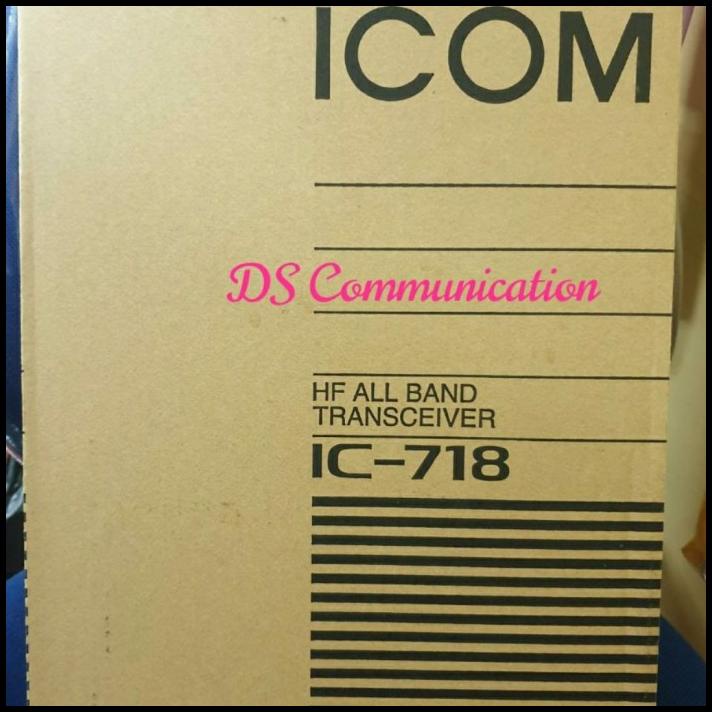 ICOM
DS Communication
HF ALL BAND
TRANSCEIVER
IC-718